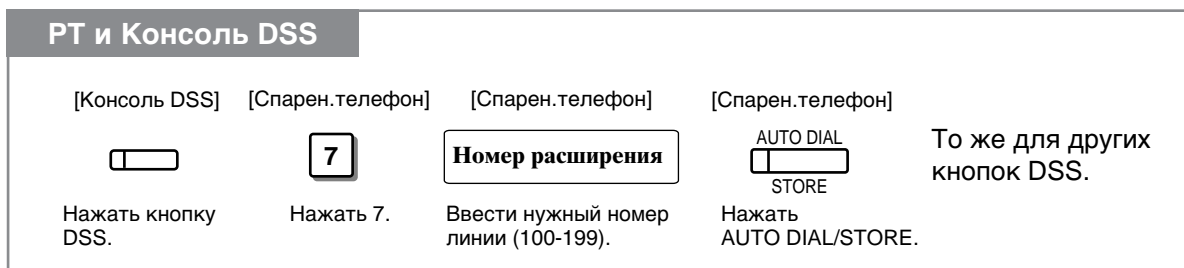 РТ и Консоль DSS
[Консоль DSS] [Спарен.телефон] [Спарен.телефон] [Спарен.телефон]
7
Номер расширения
AUTO DIAL
STORE
То же для других
кнопок DSS.
Нажать кнопку
DSS.
Нажать 7.
Ввести нужный номер
линии (100-199).
Нажать
AUTO DIAL/STORE.